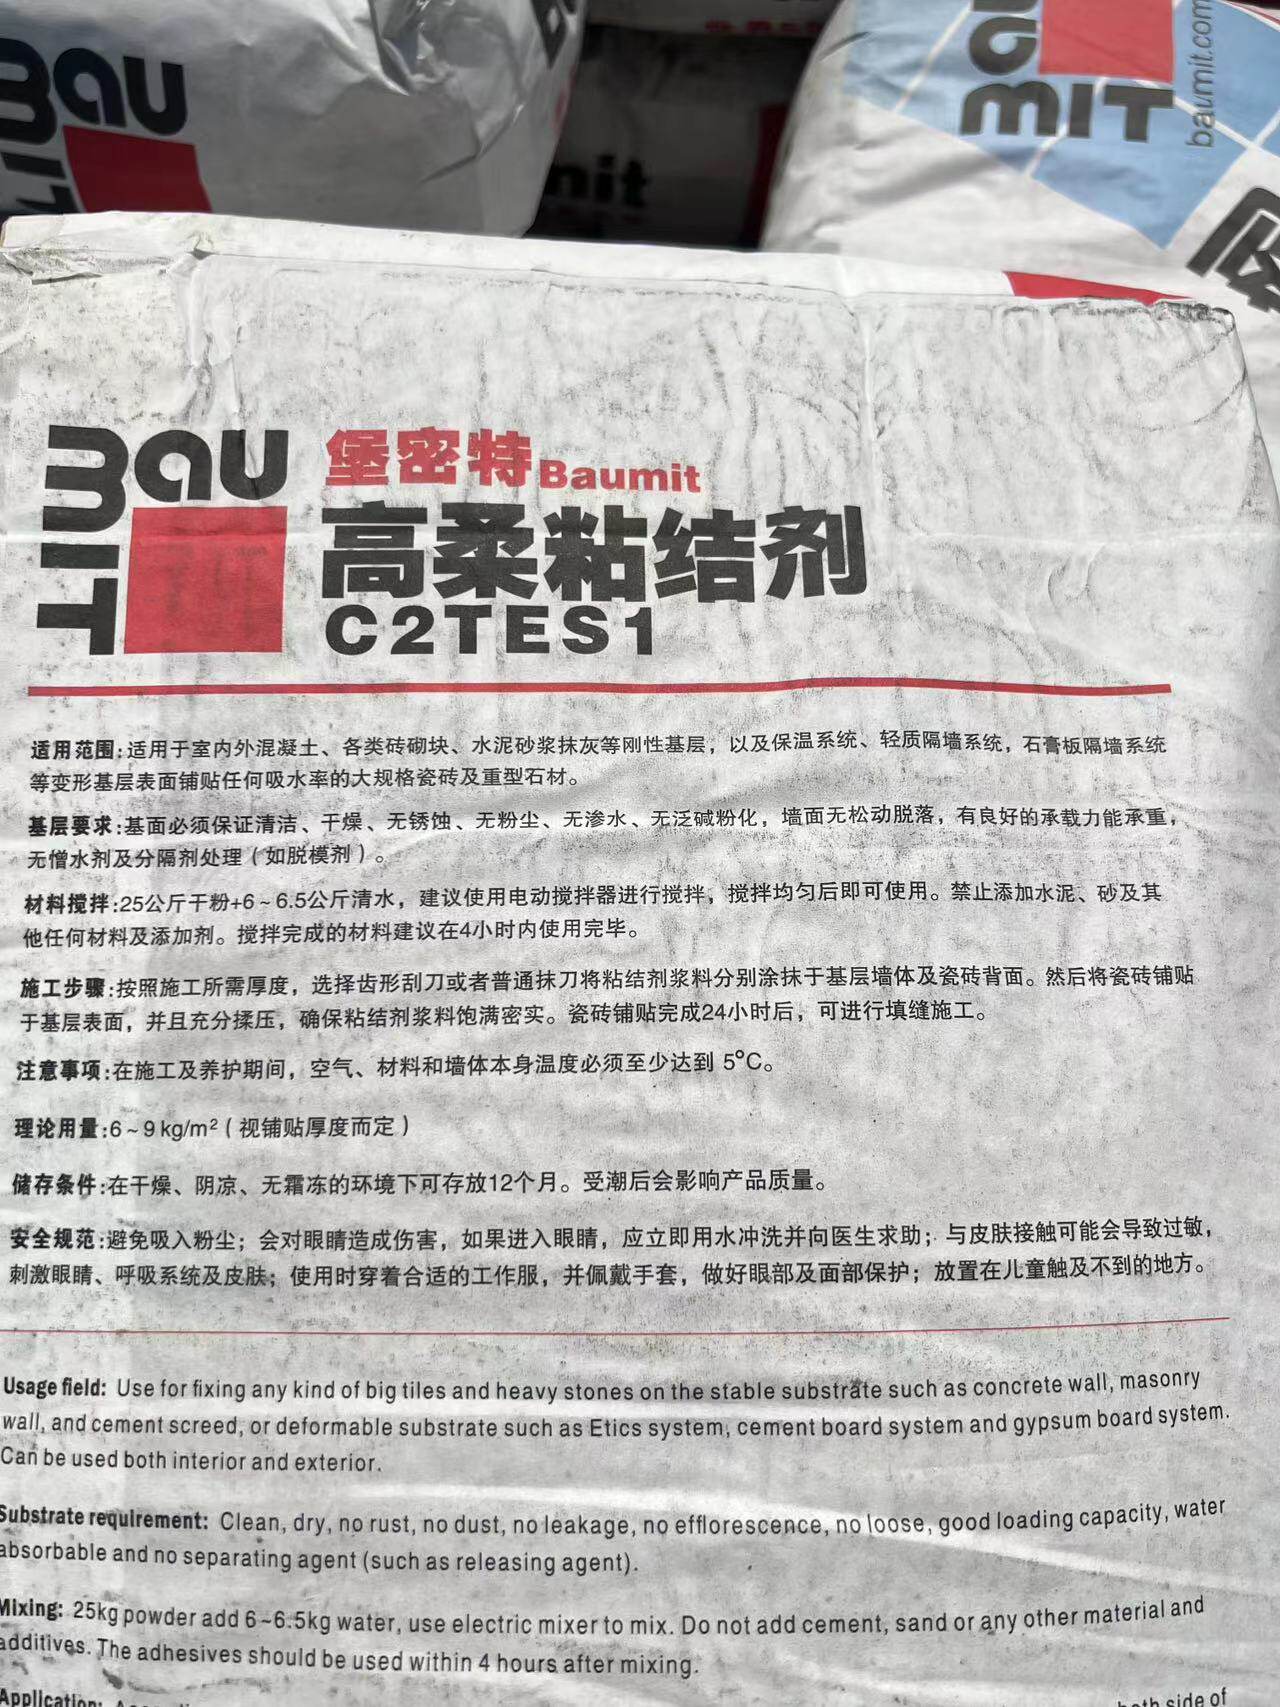 Bau
MIT
nit
a
MIT
baumit.com
密
Bau
MIT
堡密特Baumit
高柔粘结剂
C2TES1
适用范围:适用于室内外混凝土、各类砖砌块、水泥砂浆抹灰等刚性基层，以及保温系统、轻质隔墙系统，石膏板隔墙系统
等变形基层表面铺贴任何吸水率的大规格瓷砖及重型石材。
基层要求:基面必须保证清洁、干燥、无锈蚀、无粉尘、无渗水、无泛碱粉化，墙面无松动脱落，有良好的承载力能承重，
无憎水剂及分隔剂处理（如脱模剂）。
材料搅拌:25公斤干粉+6~6.5公斤清水，建议使用电动搅拌器进行搅拌，搅拌均匀后即可使用。禁止添加水泥、砂及其
他任何材料及添加剂。搅拌完成的材料建议在4小时内使用完毕。
施工步骤:按照施工所需厚度，选择齿形刮刀或者普通抹刀将粘结剂浆料分别涂抹于基层墙体及瓷砖背面。然后将瓷砖铺贴
于基层表面，并且充分揉压，确保粘结剂浆料饱满密实。瓷砖铺贴完成24小时后，可进行填缝施工。
注意事项:在施工及养护期间，空气、材料和墙体本身温度必须至少达到 5°C。
理论用量:6~9 kg/m²（视铺贴厚度而定）
储存条件:在干燥、阴凉、无霜冻的环境下可存放12个月。受潮后会影响产品质量。
安全规范:避免吸入粉尘；会对眼睛造成伤害，如果进入眼睛，应立即用水冲洗并向医生求助；与皮肤接触可能会导致过敏，
刺激眼睛、呼吸系统及皮肤；使用时穿着合适的工作服，并佩戴手套，做好眼部及面部保护；放置在儿童触及不到的地方。
Usage field: Use for fixing any kind of big tiles and heavy stones on the stable substrate such as concrete wall, masonry
wall, and cement screed, or deformable substrate such as Etics system, cement board system and gypsum board system.
Can be used both interior and exterior.
Substrate requirement: Clean, dry, no rust, no dust, no leakage, no efflorescence, no loose, good loading capacity, water
absorbable and no separating agent (such as releasing agent).
Mixing: 25kg powder add 6~6.5kg water, use electric mixer to mix. Do not add cement, sand or any other material and
additives. The adhesives should be used within 4 hours after mixing.
Application: both side of